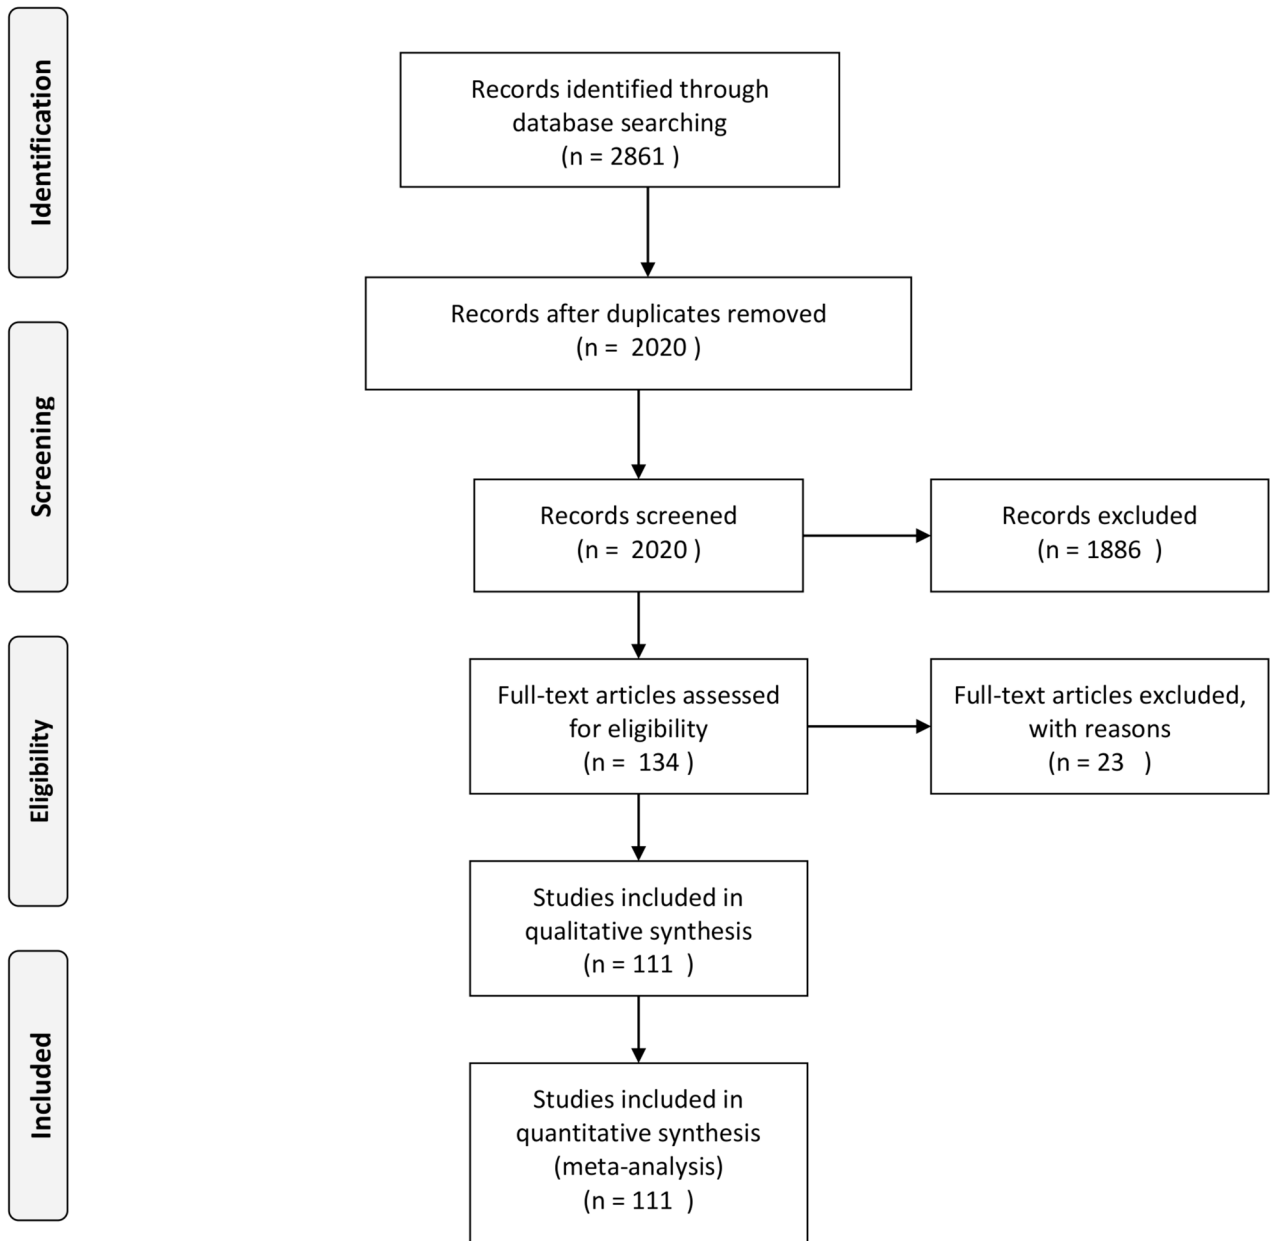 Identification
Records identified through
database searching
(n = 2861 )
Records after duplicates removed
(n =  2020 )
Screening
Records screened
(n =  2020 )
Records excluded
(n = 1886  )
Eligibility
Full-text articles assessed
for eligibility
(n =  134 )
Full-text articles excluded,
with reasons
(n = 23   )
Studies included in
qualitative synthesis
(n = 111  )
Included
Studies included in
quantitative synthesis
(meta-analysis)
(n = 111  )